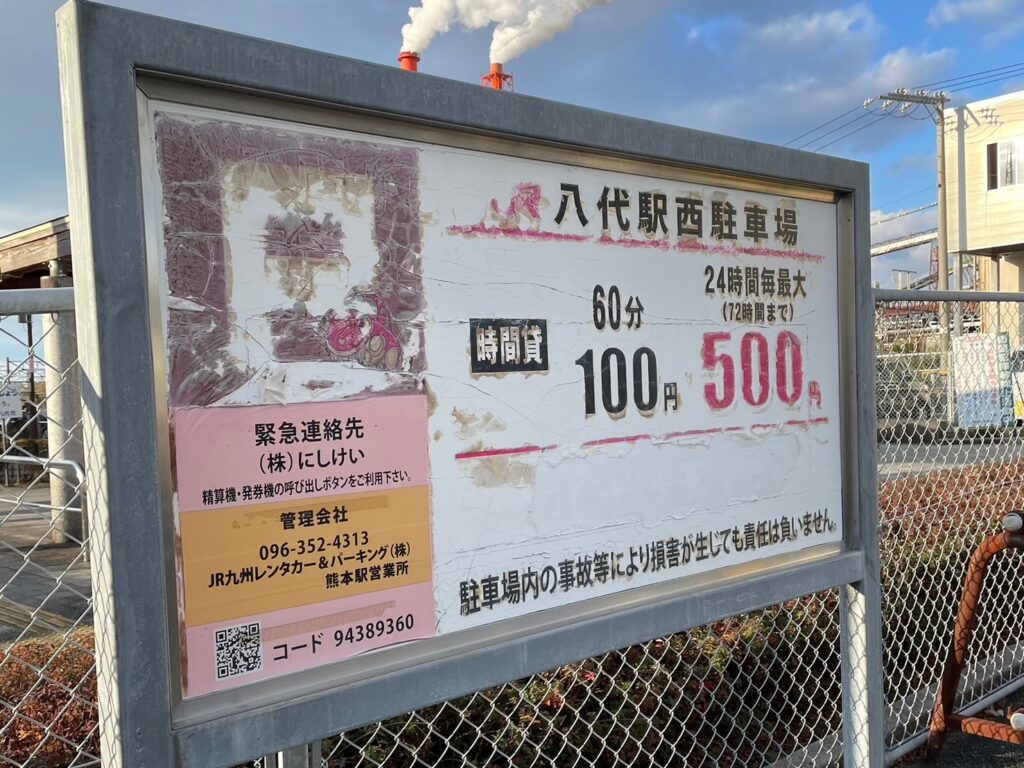 JR 八代駅西駐車場
時間貸
60分
100円
24時間毎最大
(72時間まで)
500円
駐車場内の事故等により損害が生じても責任は負いません。
緊急連絡先
(株)にしけい
精算機・発券機の呼び出しボタンをご利用下さい。
管理会社
096-352-4313
JR九州レンタカー&パーキング(株)
熊本駅営業所
コード 94389360